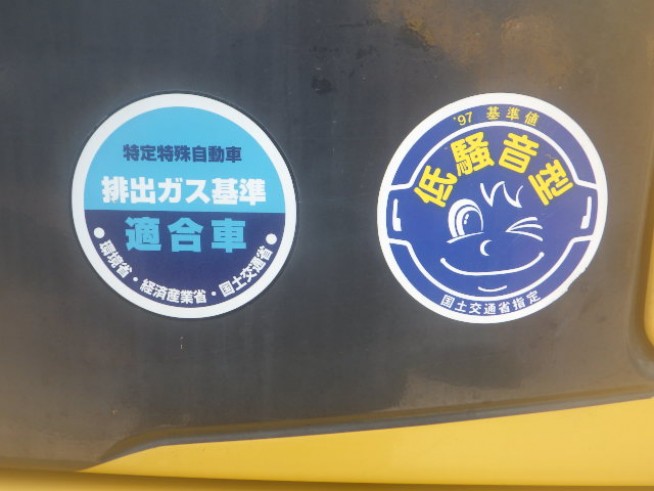 特定特殊自動車
排出ガス基準
適合車
●環境省・経済産業省・国土交通省●
'97 基準値
低騒音型
国土交通省指定